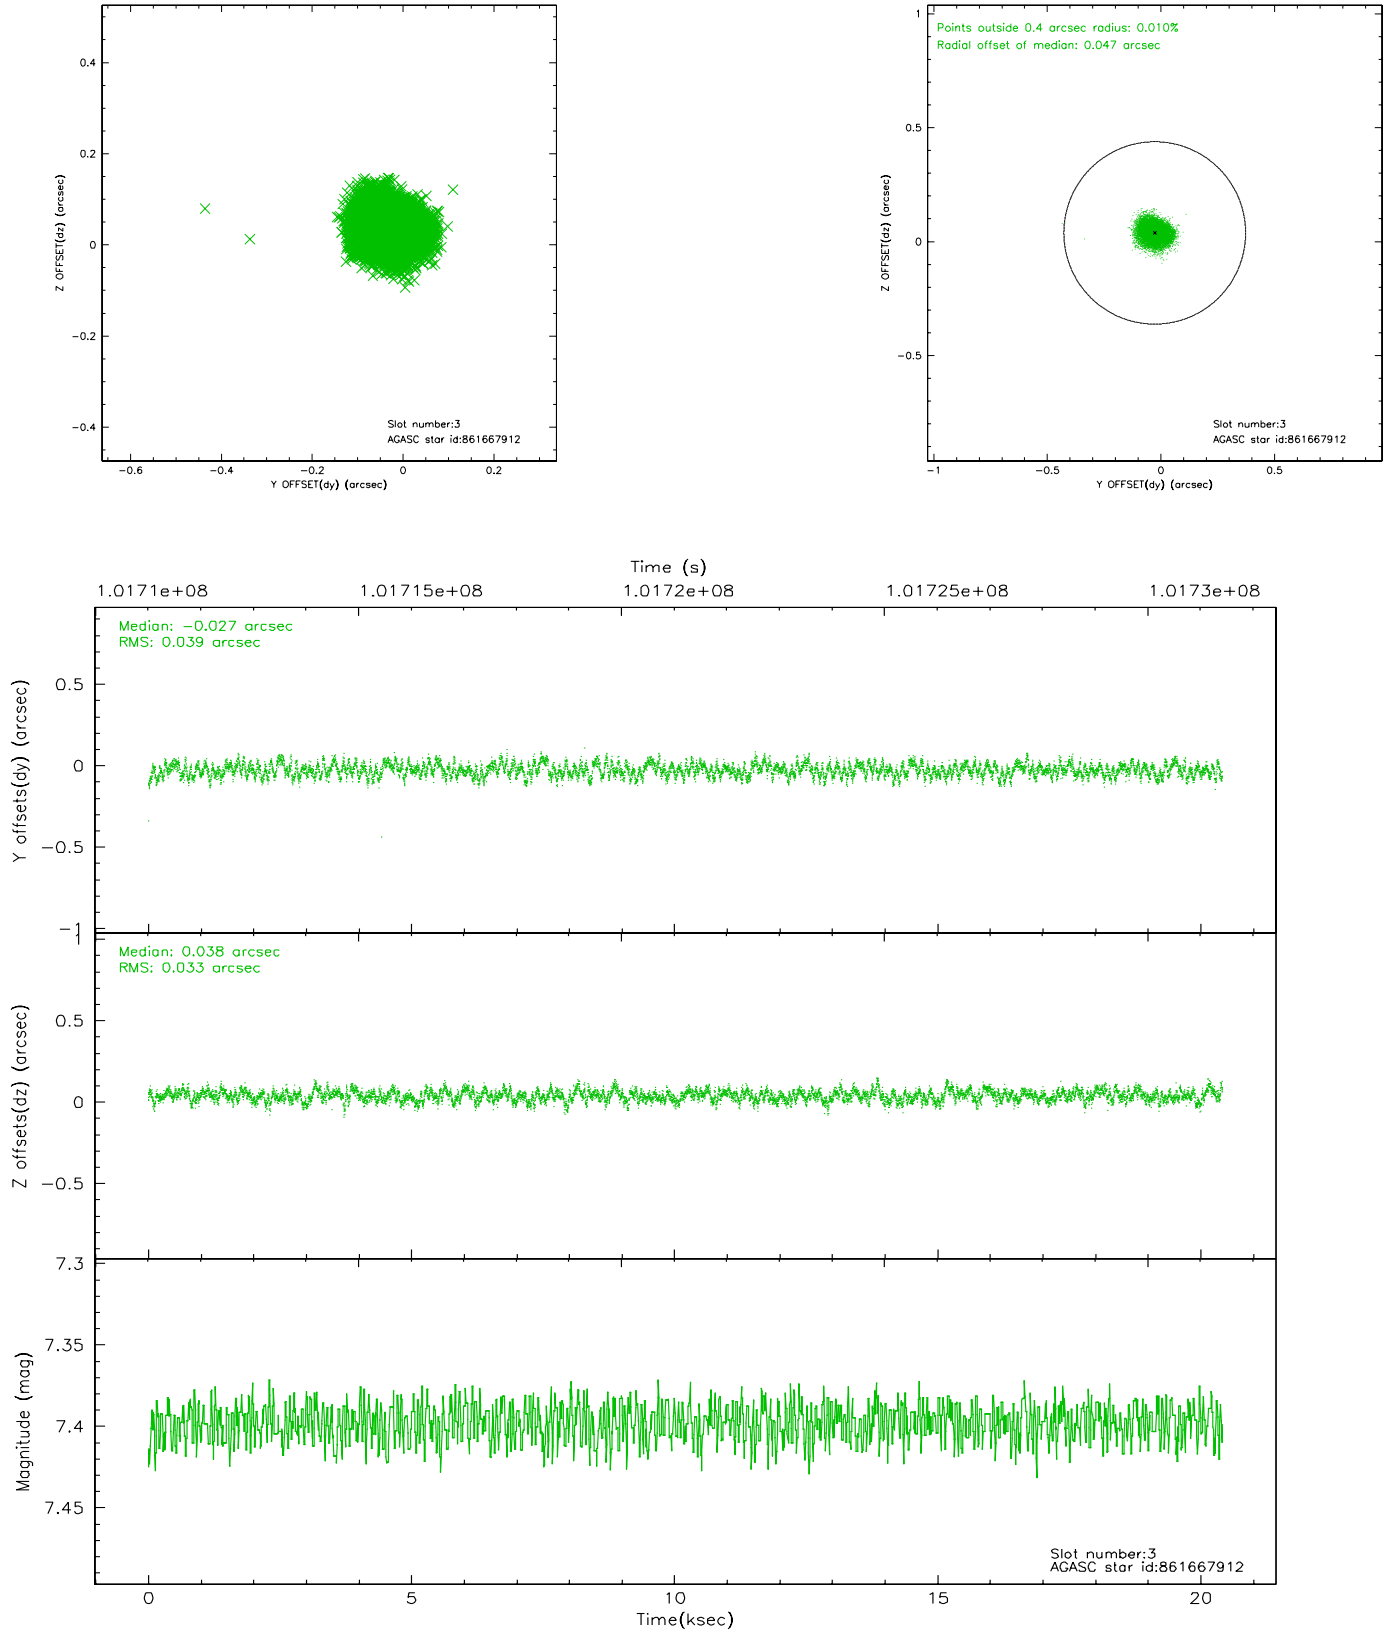 0.4
0.2
0
−0.2
−0.4
Z OFFSET(dz) (arcsec)
Slot number:3
AGASC star id:861667912
−0.6
−0.4
−0.2
0
0.2
Y OFFSET(dy) (arcsec)
Points outside 0.4 arcsec radius: 0.010%
Radial offset of median: 0.047 arcsec
1
0.5
0
−0.5
Z OFFSET(dz) (arcsec)
Slot number:3
AGASC star id:861667912
−1
−0.5
0
0.5
Y OFFSET(dy) (arcsec)
Time (s)
1.0171e+08
1.01715e+08
1.0172e+08
1.01725e+08
1.0173e+08
Median: −0.027 arcsec
RMS: 0.039 arcsec
0.5
0
−0.5
−1
Y offsets(dy) (arcsec)
Median: 0.038 arcsec
RMS: 0.033 arcsec
1
0.5
0
−0.5
Z offsets(dz) (arcsec)
7.3
7.35
7.4
7.45
Magnitude (mag)
Slot number:3
AGASC star id:861667912
0
5
10
15
20
Time(ksec)